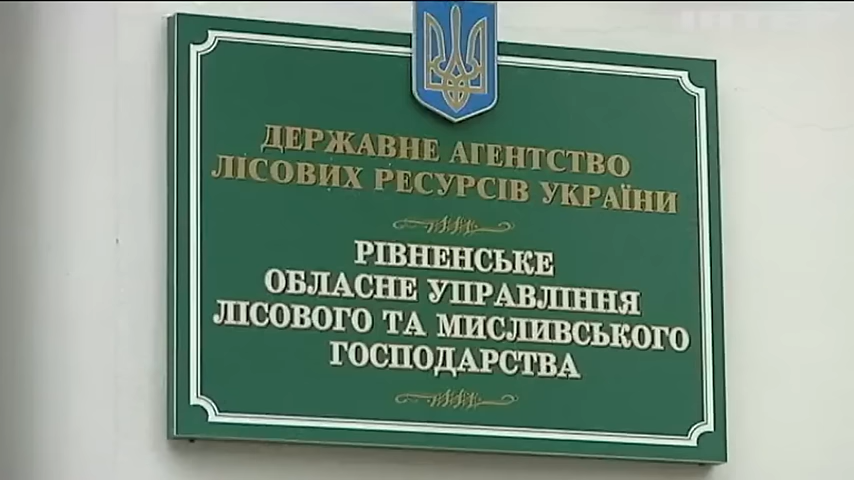 ДЕРЖАВНЕ АГЕНТСТВО
ЛІСОВИХ РЕСУРСІВ УКРАЇНИ
РІВНЕНСЬКЕ
ОБЛАСНЕ УПРАВЛІННЯ
ЛІСОВОГО ТА МИСЛИВСЬКОГО
ГОСПОДАРСТВА